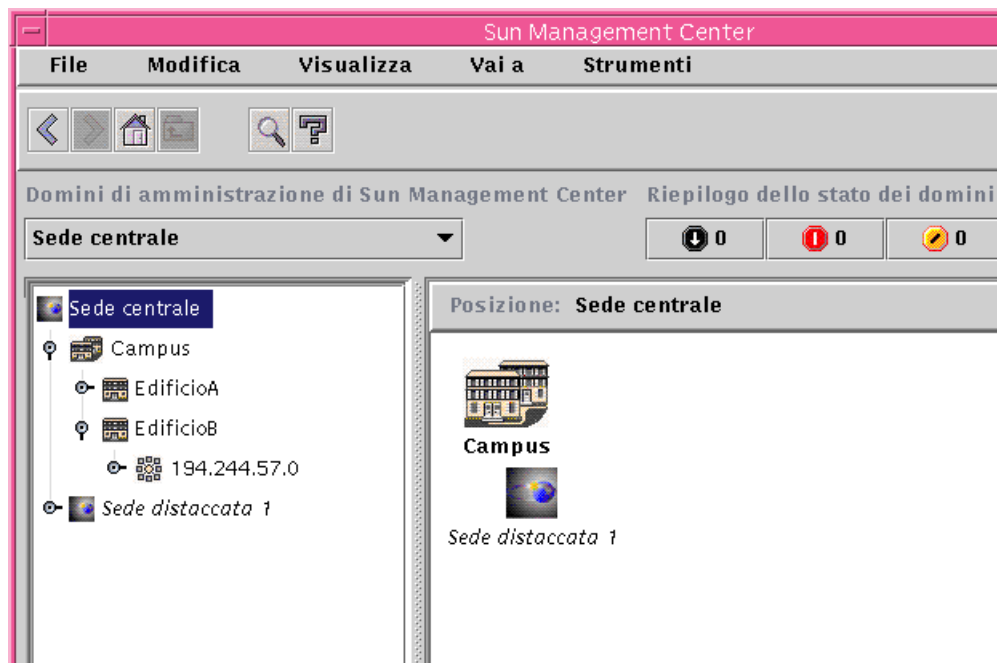 Sun Management Center
File Modifica Visualizza Vai a Strumenti
Domini di amministrazione di Sun Management Center Riepilogo dello stato dei domini
Sede centrale 0 0 0
Sede centrale
Posizione: Sede centrale
Campus
EdificioA
EdificioB
194.244.57.0
Sede distaccata 1
Campus
Sede distaccata 1